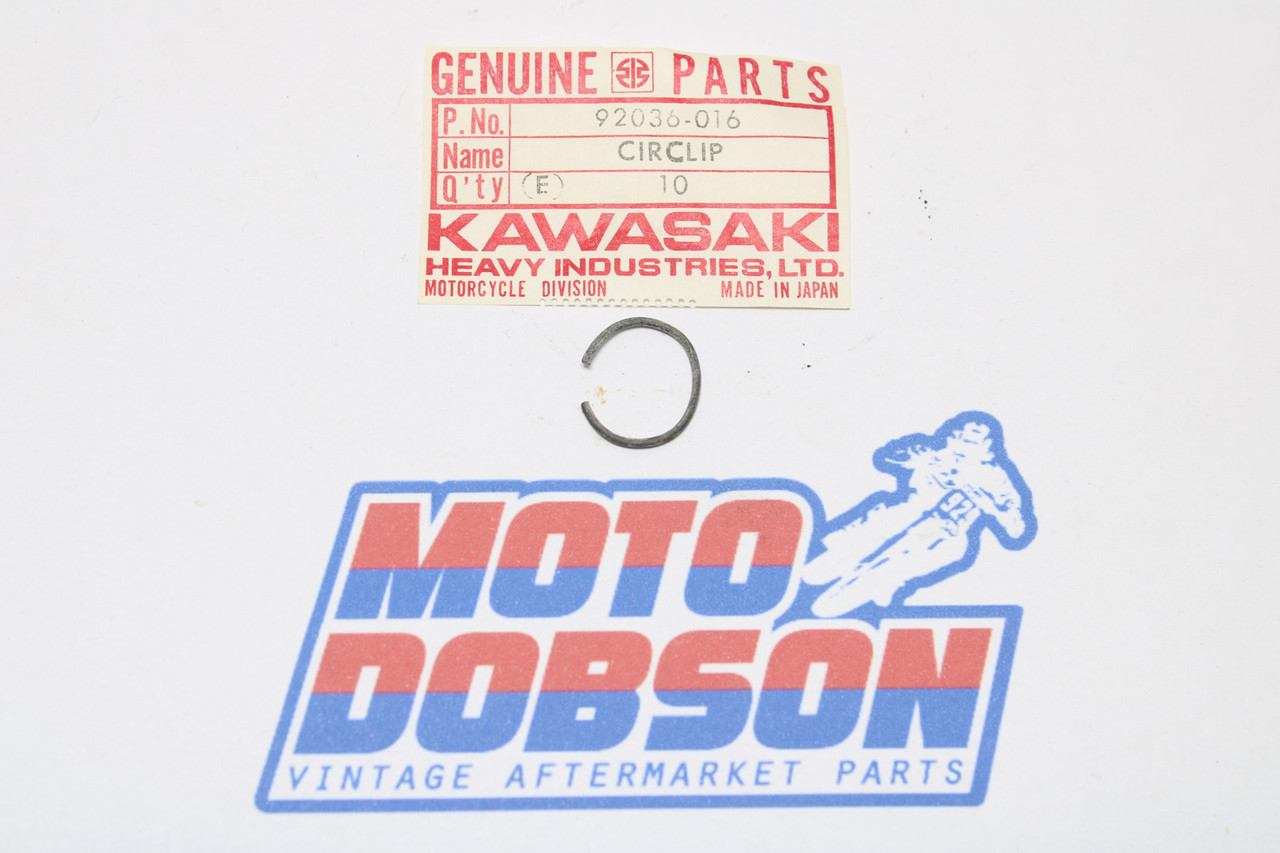 GENUINE PARTS
P.No. 92036-016
Name CIRCLIP
Q'ty (E) 10
KAWASAKI
HEAVY INDUSTRIES, LTD.
MOTORCYCLE DIVISION MADE IN JAPAN
92
MOTO
DOBSON
VINTAGE AFTERMARKET PARTS